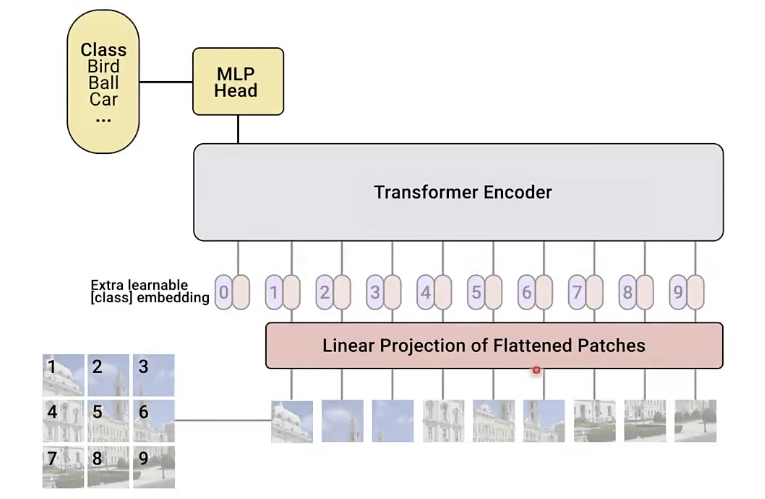 Class
Bird
Ball
Car
...
MLP
Head
Transformer Encoder
Extra learnable
[class] embedding
0 1 2 3 4 5 6 7 8 9
Linear Projection of Flattened Patches
1 2 3
4 5 6
7 8 9